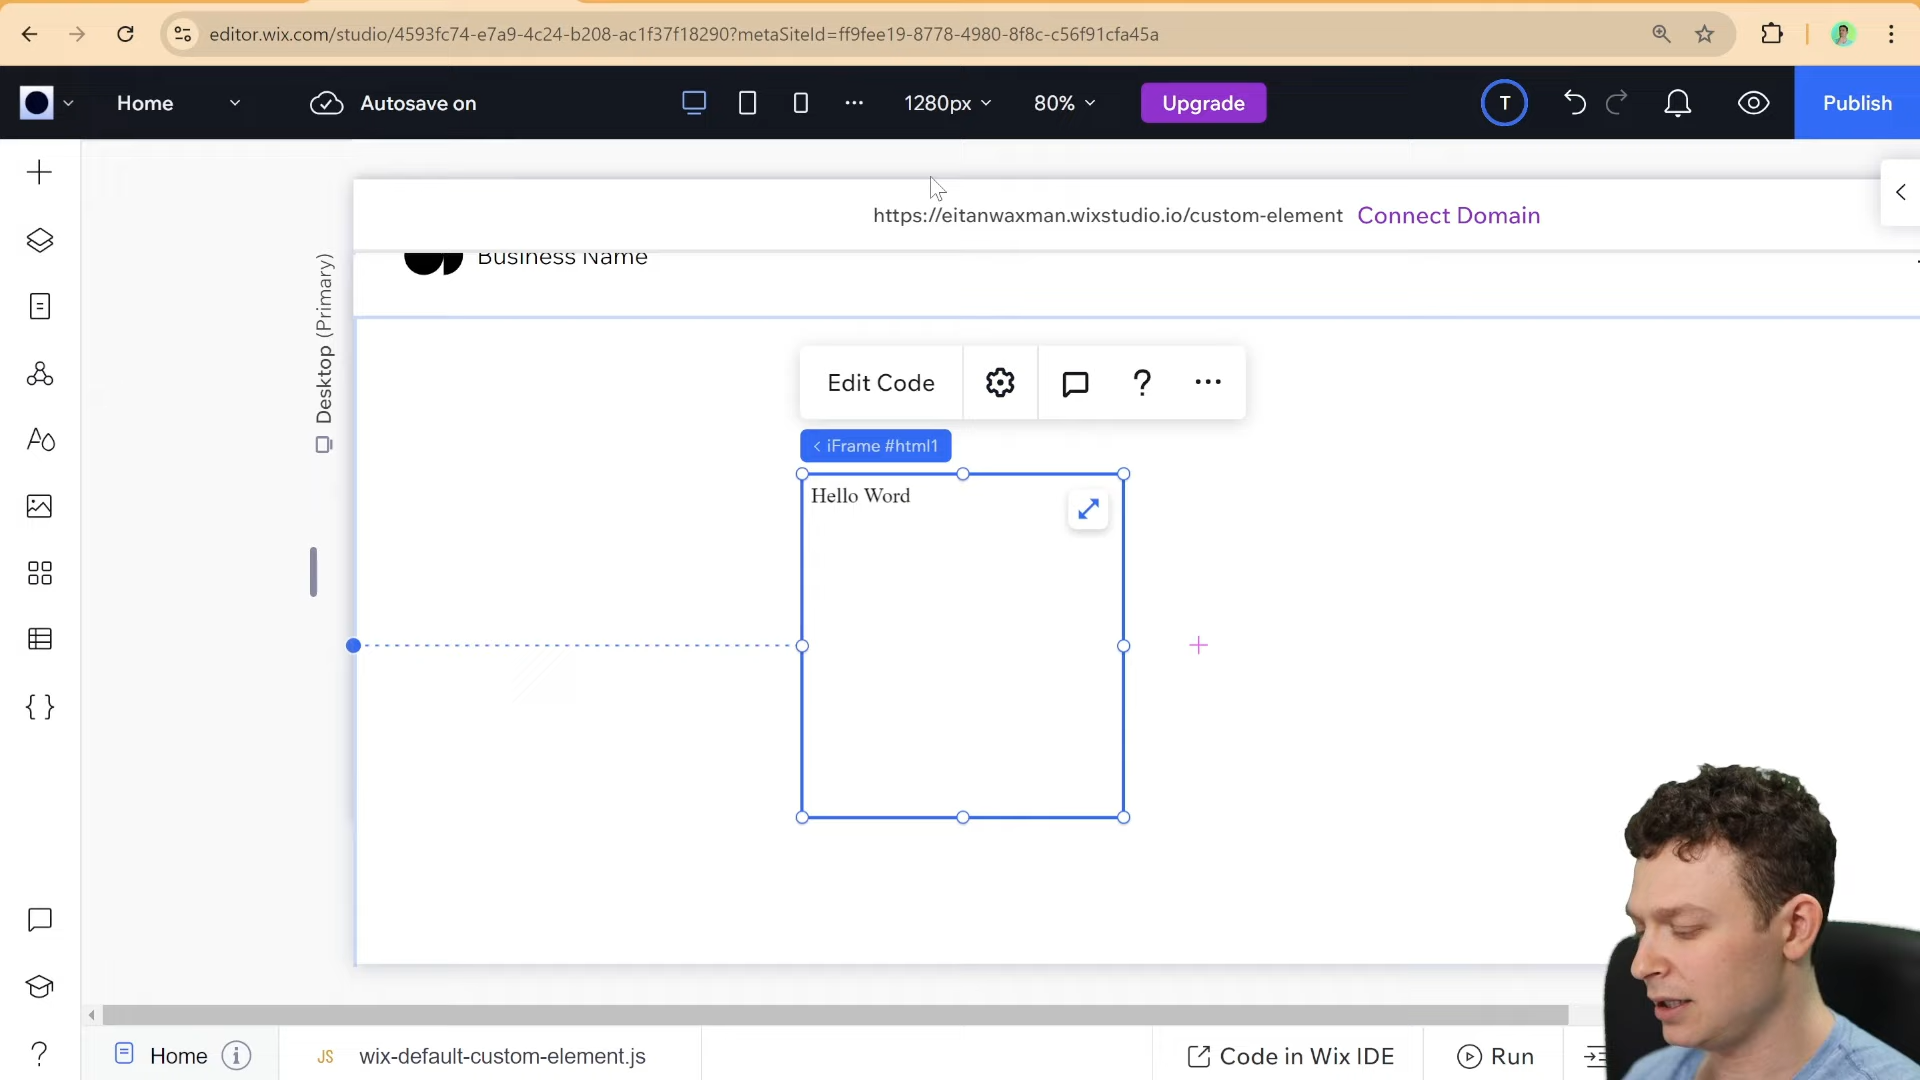 editor.wix.com/studio/4593fc74-e7a9-4c24-b208-ac1f37f18290?metaSiteId=ff9fee19-8778-4980-8f8c-c56f91cfa45a
Home
Autosave on
1280px
80%
Upgrade
T
Publish
https://eitanwaxman.wixstudio.io/custom-element Connect Domain
Business Name
Desktop (Primary)
Edit Code
?
< iFrame #html1
Hello Word
?
Home
JS wix-default-custom-element.js
Code in Wix IDE
Run